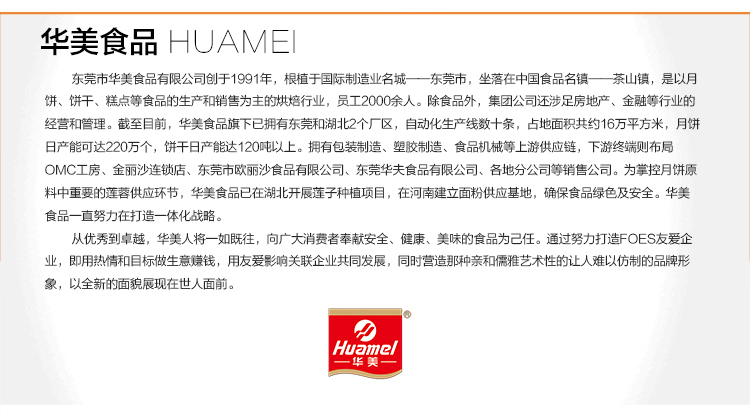 华美食品 HUAMEI
东莞市华美食品有限公司创于1991年，根植于国际制造业名城——东莞市，坐落在中国食品名镇——茶山镇，是以月
饼、饼干、糕点等食品的生产和销售为主的烘焙行业，员工2000余人。除食品外，集团公司还涉足房地产、金融等行业的
经营和管理。截至目前，华美食品旗下已拥有东莞和湖北2个厂区，自动化生产线数十条，占地面积共约16万平方米，月饼
日产能可达220万个，饼干日产能达120吨以上。拥有包装制造、塑胶制造、食品机械等上游供应链，下游终端则布局
OMC工房、金丽沙连锁店、东莞市欧丽沙食品有限公司、东莞华夫食品有限公司、各地分公司等销售公司。为掌控月饼原
料中重要的莲蓉供应环节，华美食品已在湖北开展莲子种植项目，在河南建立面粉供应基地，确保食品绿色及安全。华美
食品一直努力在打造一体化战略。
从优秀到卓越，华美人将一如既往，向广大消费者奉献安全、健康、美味的食品为己任。通过努力打造FOES友爱企
业，即用热情和目标做生意赚钱，用友爱影响关联企业共同发展，同时营造那种亲和儒雅艺术性的让人难以仿制的品牌形
象，以全新的面貌展现在世人面前。
Huamei ®
华美